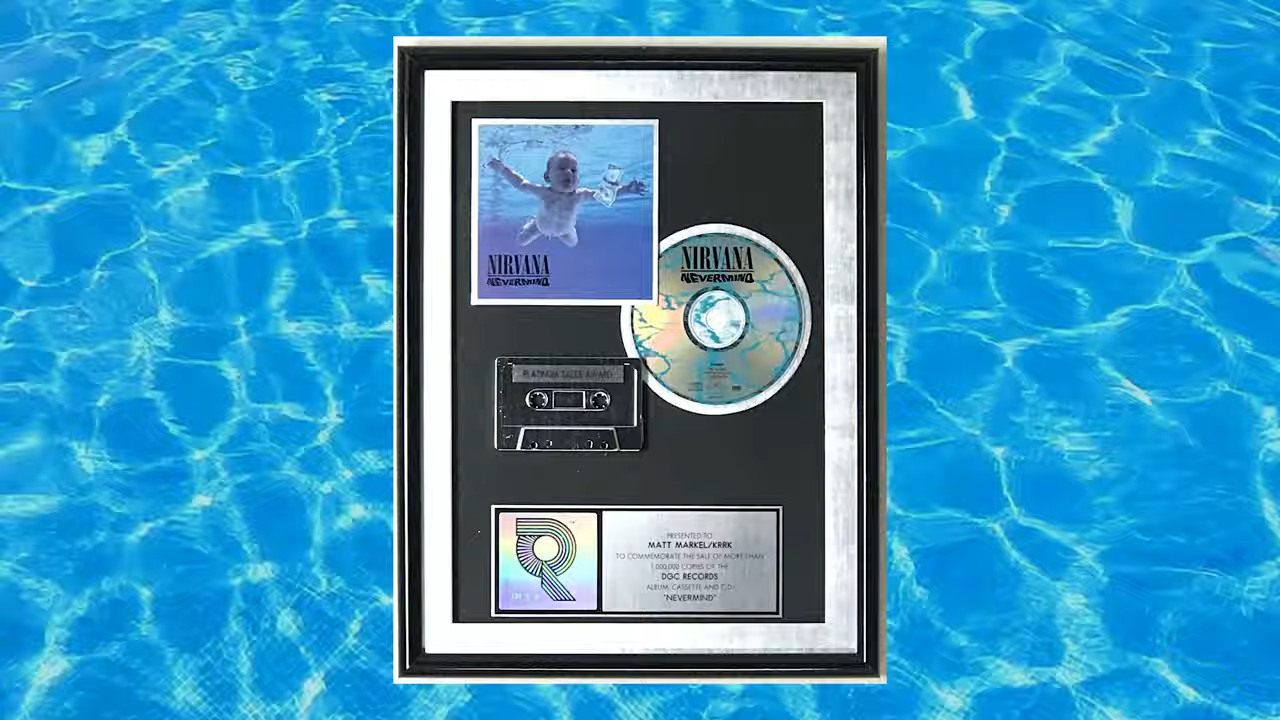 NIRVANA
NEVERMIND
NIRVANA
NEVERMIND
PLATINUM SALES AWARD
PRESENTED TO
MATT MARKEL/KRRK
TO COMMEMORATE THE SALE OF MORE THAN
1,000,000 COPIES OF THE
DGC RECORDS
ALBUM, CASSETTE AND C.D.
"NEVERMIND"